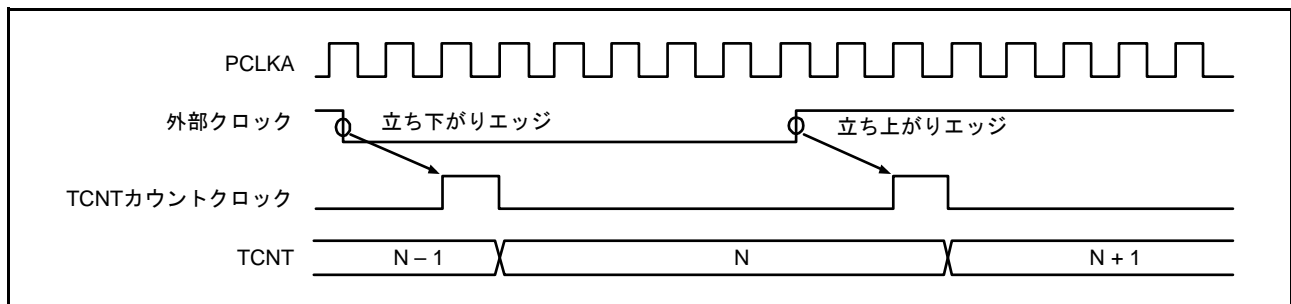 PCLKA
外部クロック
立ち下がりエッジ
立ち上がりエッジ
TCNTカウントクロック
TCNT
N – 1
N
N + 1